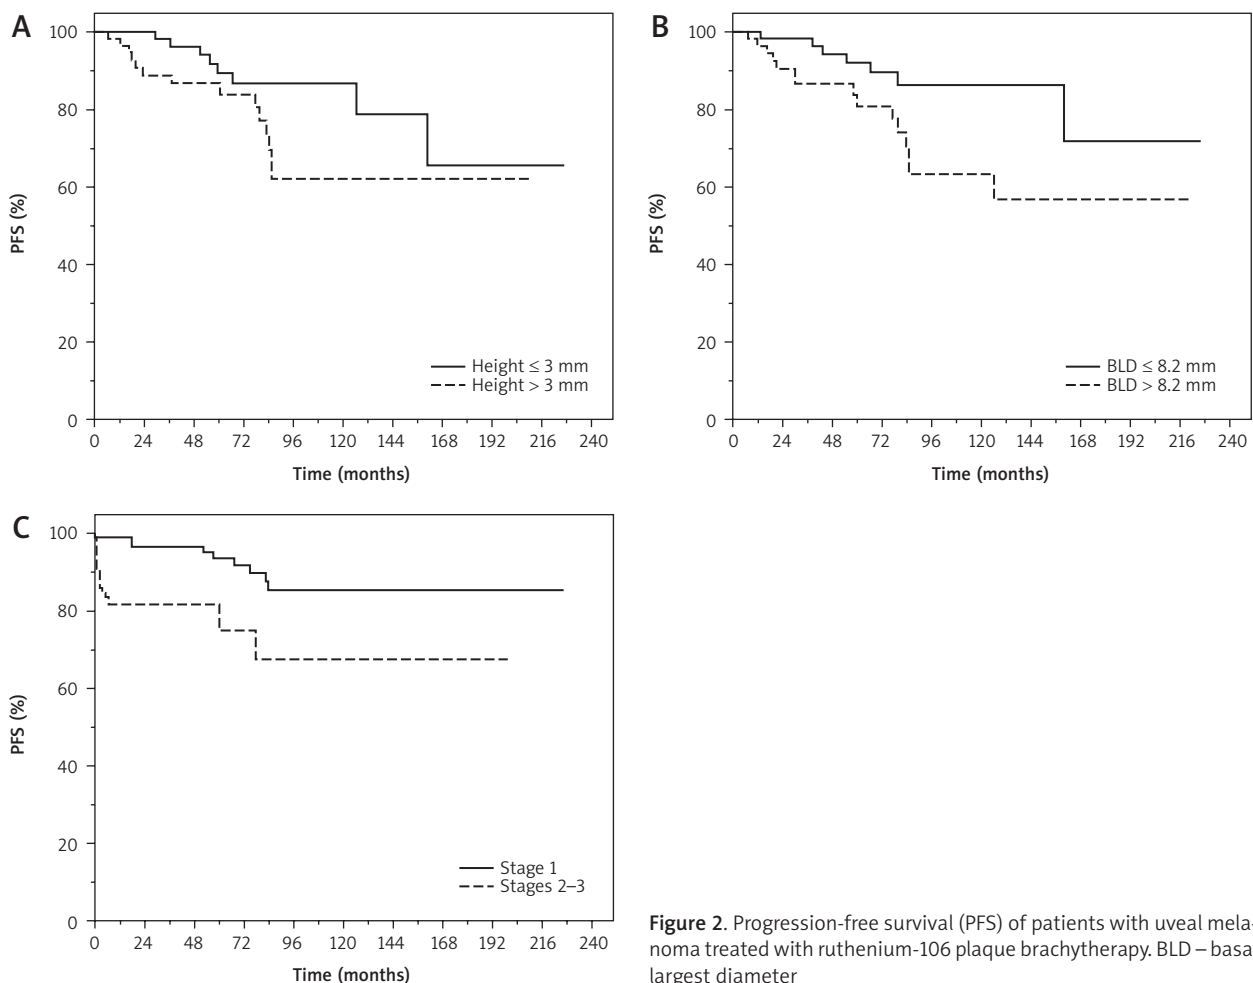 A
100
80
60
40
20
0
PFS (%)
Height ≤ 3 mm
Height > 3 mm
0 24 48 72 96 120 144 168 192 216 240
Time (months)
B
100
80
60
40
20
0
PFS (%)
BLD ≤ 8.2 mm
BLD > 8.2 mm
0 24 48 72 96 120 144 168 192 216 240
Time (months)
C
100
80
60
40
20
0
PFS (%)
Stage 1
Stages 2–3
0 24 48 72 96 120 144 168 192 216 240
Time (months)
Figure 2. Progression-free survival (PFS) of patients with uveal mela-
noma treated with ruthenium-106 plaque brachytherapy. BLD – basa
largest diameter